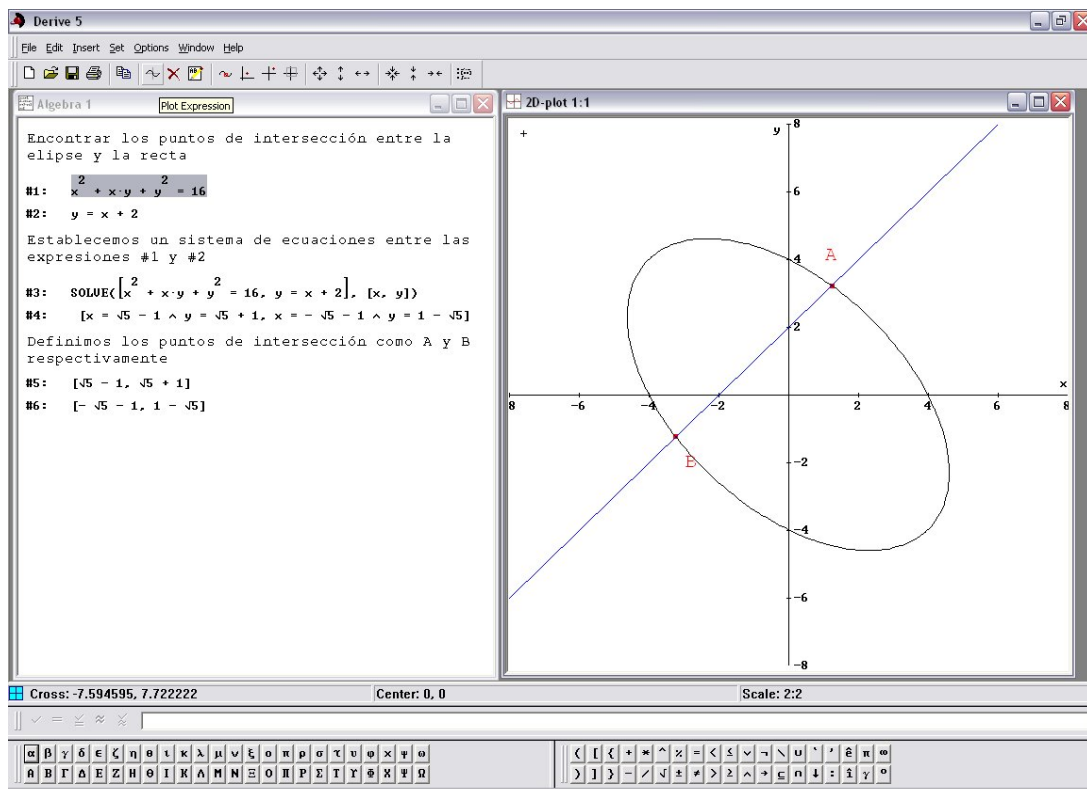 Derive 5
File Edit Insert Set Options Window Help
Algebra 1
Plot Expression
2D-plot 1:1
Encontrar los puntos de intersección entre la
elipse y la recta
#1: x² + x·y + y² = 16
#2: y = x + 2
Establecemos un sistema de ecuaciones entre las
expresiones #1 y #2
#3: SOLVE([x² + x·y + y² = 16, y = x + 2], [x, y])
#4: [x = √5 - 1 ∧ y = √5 + 1, x = - √5 - 1 ∧ y = 1 - √5]
Definimos los puntos de intersección como A y B
respectivamente
#5: [√5 - 1, √5 + 1]
#6: [- √5 - 1, 1 - √5]
y 8
6
A
4
2
x
8 -6 -4 -2 2 4 6 8
-2
B
-4
-6
-8
Cross: -7.594595, 7.722222 Center: 0, 0 Scale: 2:2
α β γ δ ε ζ η θ ι κ λ μ ν ξ ο π ρ σ τ υ φ χ ψ ω
Α Β Γ Δ Ε Ζ Η Θ Ι Κ Λ Μ Ν Ξ Ο Π Ρ Σ Τ Υ Φ Χ Ψ Ω
( [ { + * ^ % = < ≤ ∨ ¬ \ ∪ ` ' ê π ∞
) ] } - / √ ± ≠ > ≥ ∧ → ⊆ ∩ ↓ : î γ °